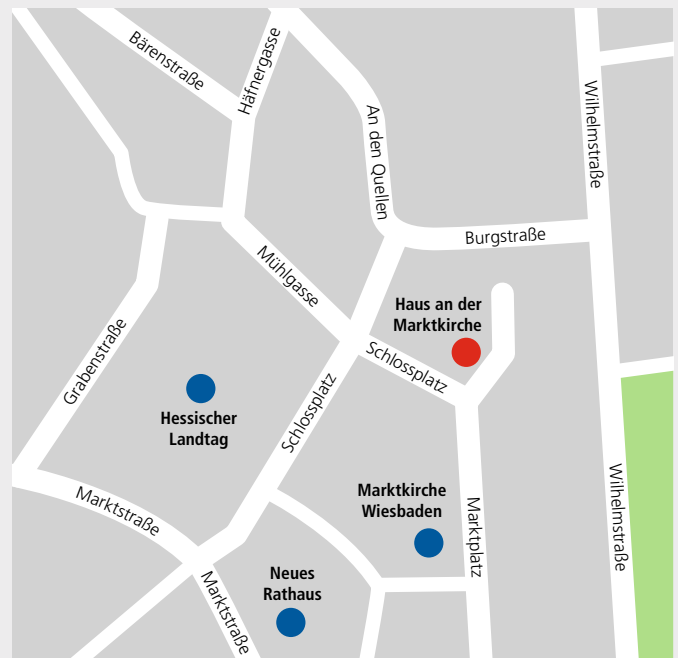 Bärenstraße
Häfnergasse
An den Quellen
Wilhelmstraße
Burgstraße
Mühlgasse
Haus an der
Marktkirche
Grabenstraße
Schlossplatz
Schlossplatz
Hessischer
Landtag
Marktstraße
Marktkirche
Wiesbaden
Marktplatz
Wilhelmstraße
Neues
Rathaus
Marktstraße